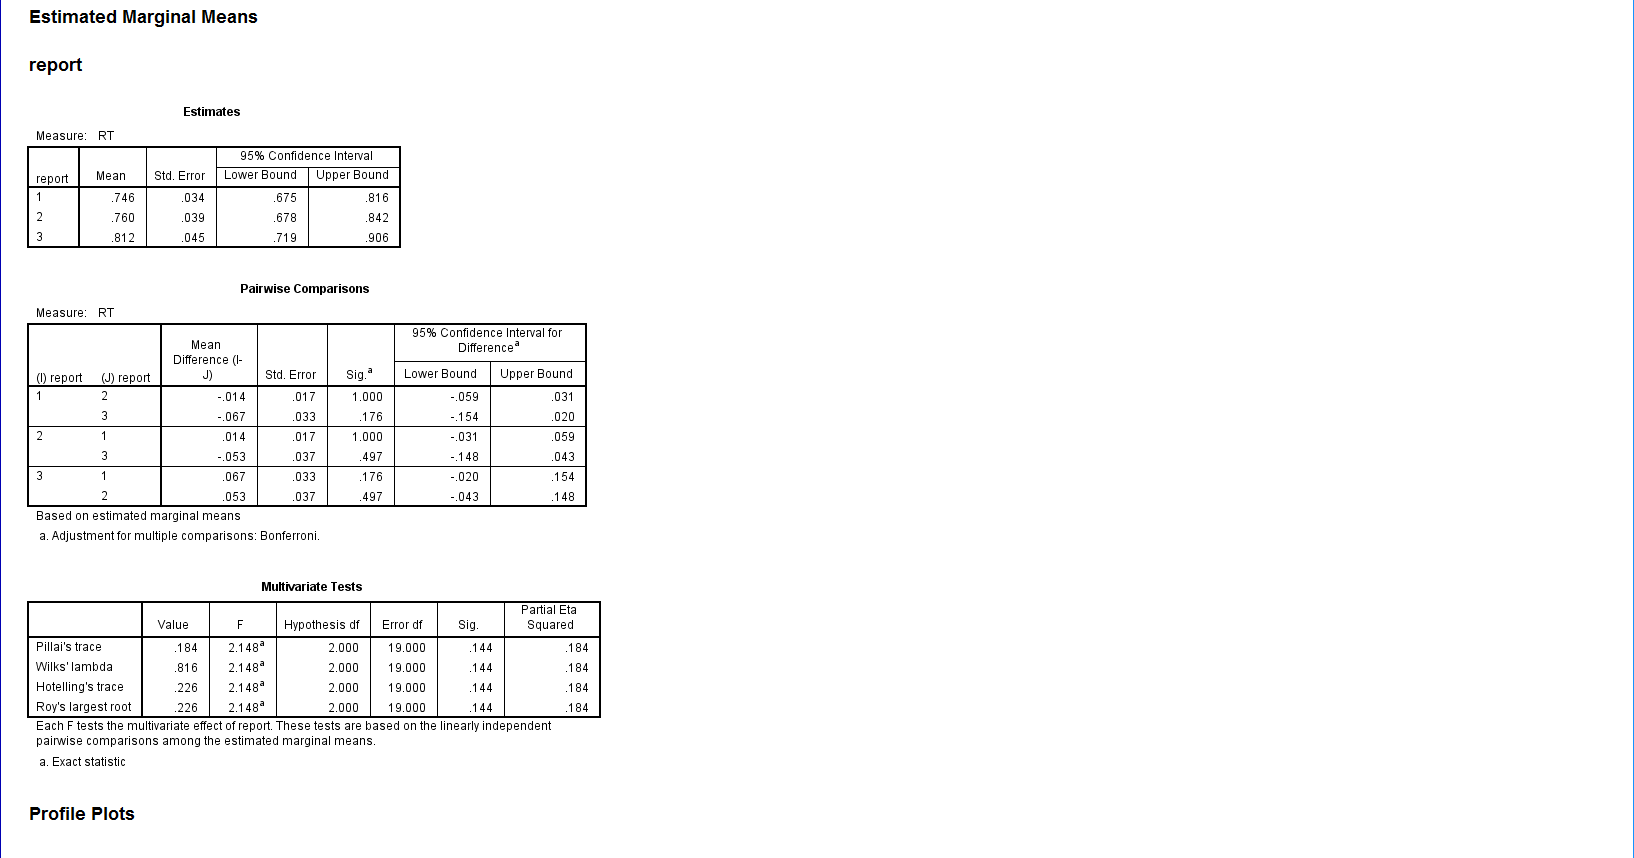 Estimated Marginal Means
report
Estimates
Measure: RT
95% Confidence Interval
report Mean Std. Error Lower Bound Upper Bound
1 .746 .034 .675 .816
2 .760 .039 .678 .842
3 .812 .045 .719 .906
Pairwise Comparisons
Measure: RT
95% Confidence Interval for
Difference^a
Mean
Difference (I-
J)
(I) report (J) report Std. Error Sig.^a Lower Bound Upper Bound
1 2 -.014 .017 1.000 -.059 .031
3 -.067 .033 .176 -.154 .020
2 1 .014 .017 1.000 -.031 .059
3 -.053 .037 .497 -.148 .043
3 1 .067 .033 .176 -.020 .154
2 .053 .037 .497 -.043 .148
Based on estimated marginal means
a. Adjustment for multiple comparisons: Bonferroni.
Multivariate Tests
Partial Eta
Value F Hypothesis df Error df Sig. Squared
Pillai's trace .184 2.148^a 2.000 19.000 .144 .184
Wilks' lambda .816 2.148^a 2.000 19.000 .144 .184
Hotelling's trace .226 2.148^a 2.000 19.000 .144 .184
Roy's largest root .226 2.148^a 2.000 19.000 .144 .184
Each F tests the multivariate effect of report. These tests are based on the linearly independent
pairwise comparisons among the estimated marginal means.
a. Exact statistic
Profile Plots